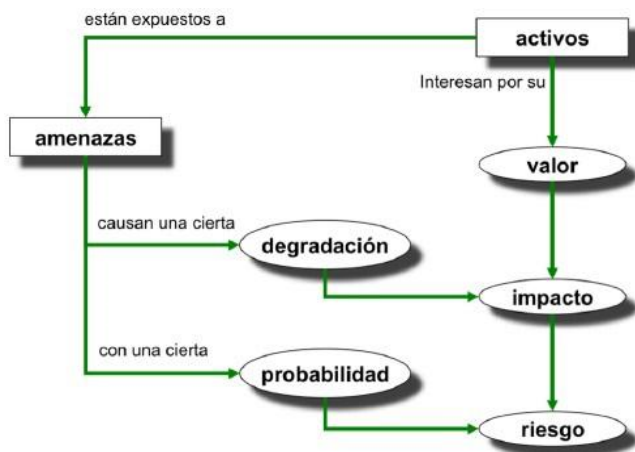 están expuestos a
activos
Interesan por su
amenazas
valor
causan una cierta
degradación
impacto
con una cierta
probabilidad
riesgo